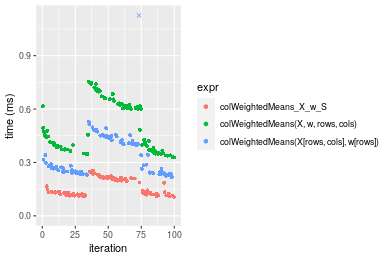 0.9
0.6
0.3
0.0
time (ms)
0 25 50 75 100
iteration
expr
colWeightedMeans_X_w_S
colWeightedMeans(X, w, rows, cols)
colWeightedMeans(X[rows, cols], w[rows])